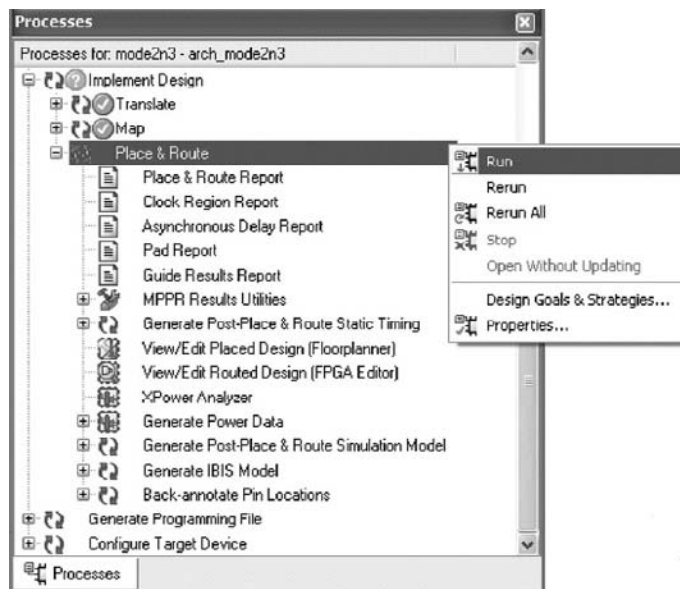 Processes
Processes for: mode2n3 - arch_mode2n3
Implement Design
Translate
Map
Place & Route
Place & Route Report
Clock Region Report
Asynchronous Delay Report
Pad Report
Guide Results Report
MPPR Results Utilities
Generate Post-Place & Route Static Timing
View/Edit Placed Design (Floorplanner)
View/Edit Routed Design (FPGA Editor)
XPower Analyzer
Generate Power Data
Generate Post-Place & Route Simulation Model
Generate IBIS Model
Back-annotate Pin Locations
Generate Programming File
Configure Target Device
Processes
Run
Rerun
Rerun All
Stop
Open Without Updating
Design Goals & Strategies...
Properties...